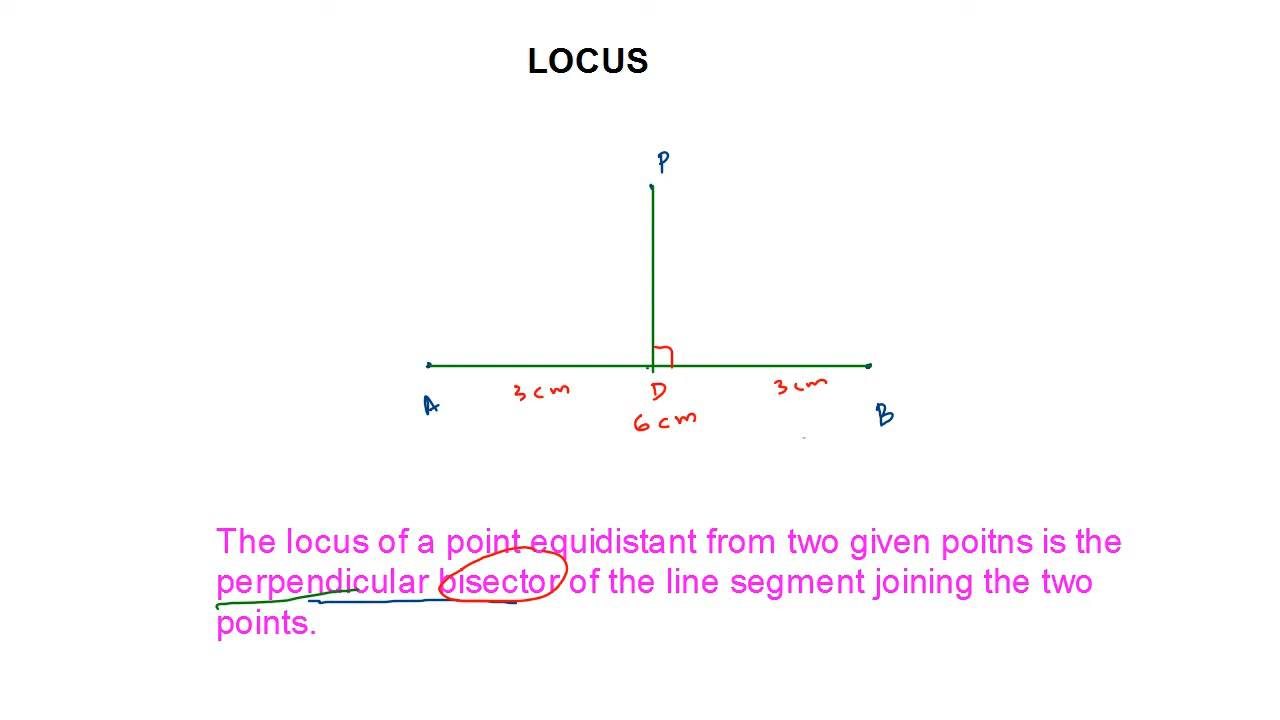 LOCUS
P
3 cm D 3 cm
A 6 cm B
The locus of a point equidistant from two given poitns is the
perpendicular bisector of the line segment joining the two
points.